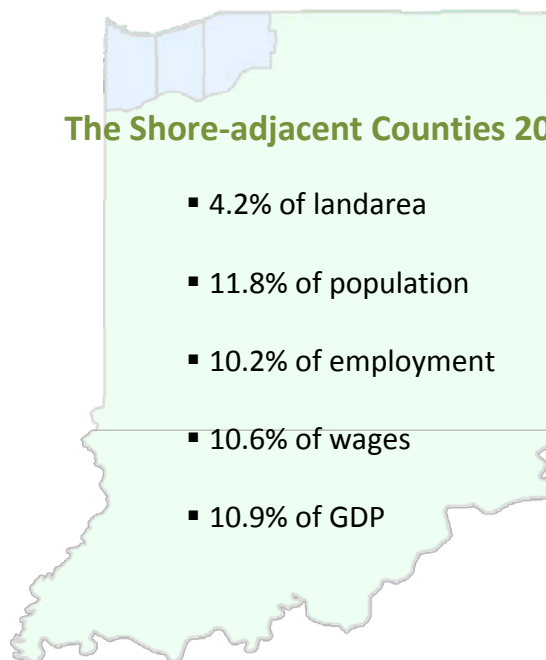 The Shore-adjacent Counties 20
▪ 4.2% of landarea
▪ 11.8% of population
▪ 10.2% of employment
▪ 10.6% of wages
▪ 10.9% of GDP